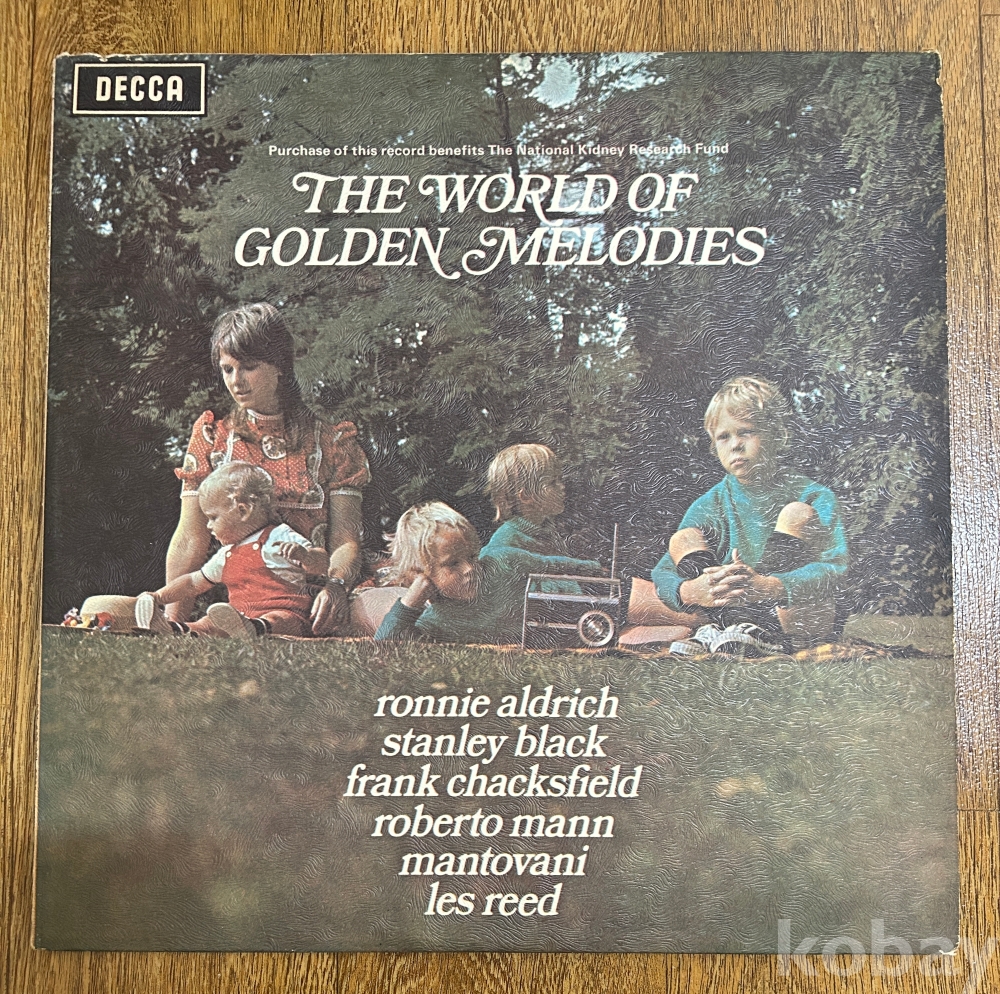 DECCA
Purchase of this record benefits The National Kidney Research Fund
THE WORLD OF
GOLDEN MELODIES
ronnie aldrich
stanley black
frank chacksfield
roberto mann
mantovani
les reed
kobay